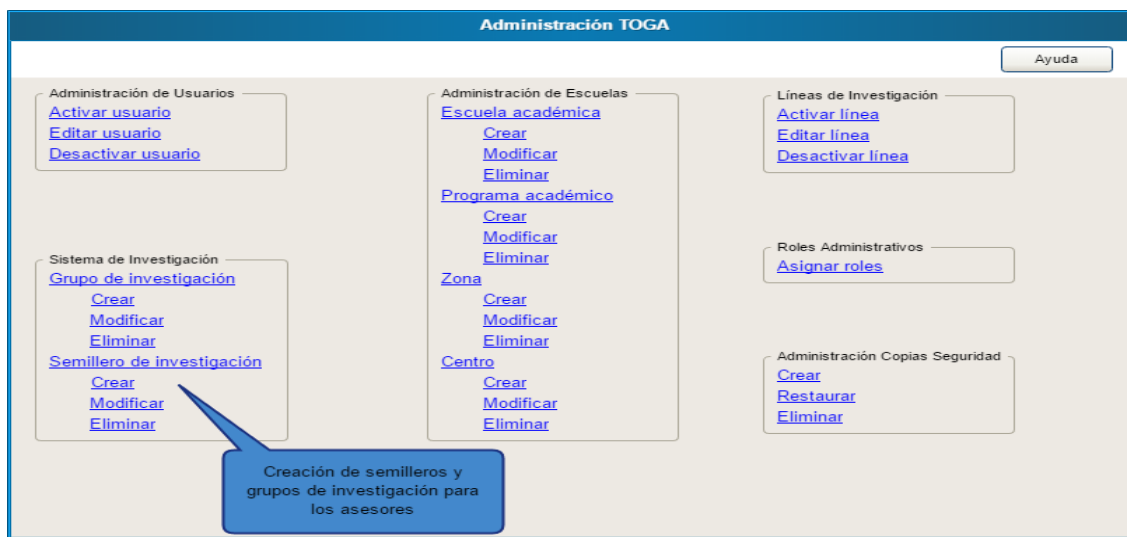 Administración TOGA
Ayuda
Administración de Usuarios
Activar usuario
Editar usuario
Desactivar usuario
Sistema de Investigación
Grupo de investigación
Crear
Modificar
Eliminar
Semillero de investigación
Crear
Modificar
Eliminar
Administración de Escuelas
Escuela académica
Crear
Modificar
Eliminar
Programa académico
Crear
Modificar
Eliminar
Zona
Crear
Modificar
Eliminar
Centro
Crear
Modificar
Eliminar
Líneas de Investigación
Activar línea
Editar línea
Desactivar línea
Roles Administrativos
Asignar roles
Administración Copias Seguridad
Crear
Restaurar
Eliminar
Creación de semilleros y
grupos de investigación para
los asesores